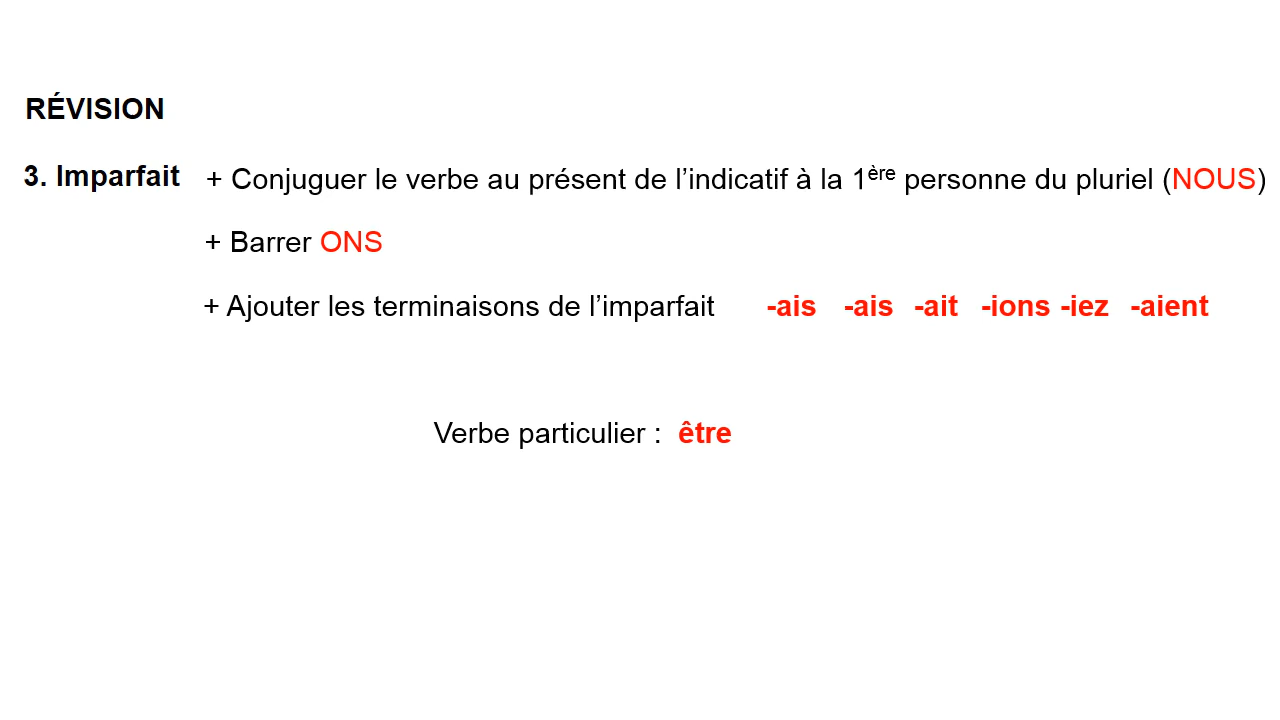 RÉVISION
3. Imparfait + Conjuguer le verbe au présent de l’indicatif à la 1ère personne du pluriel (NOUS)
+ Barrer ONS
+ Ajouter les terminaisons de l’imparfait -ais -ais -ait -ions -iez -aient
Verbe particulier : être